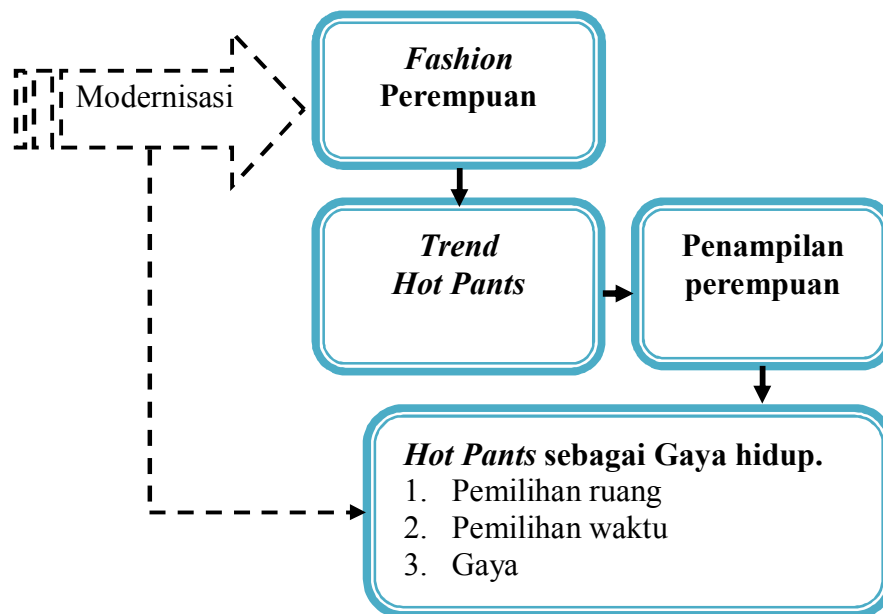 Modernisasi
Fashion
Perempuan
Trend
Hot Pants
Penampilan
perempuan
Hot Pants sebagai Gaya hidup.
1. Pemilihan ruang
2. Pemilihan waktu
3. Gaya